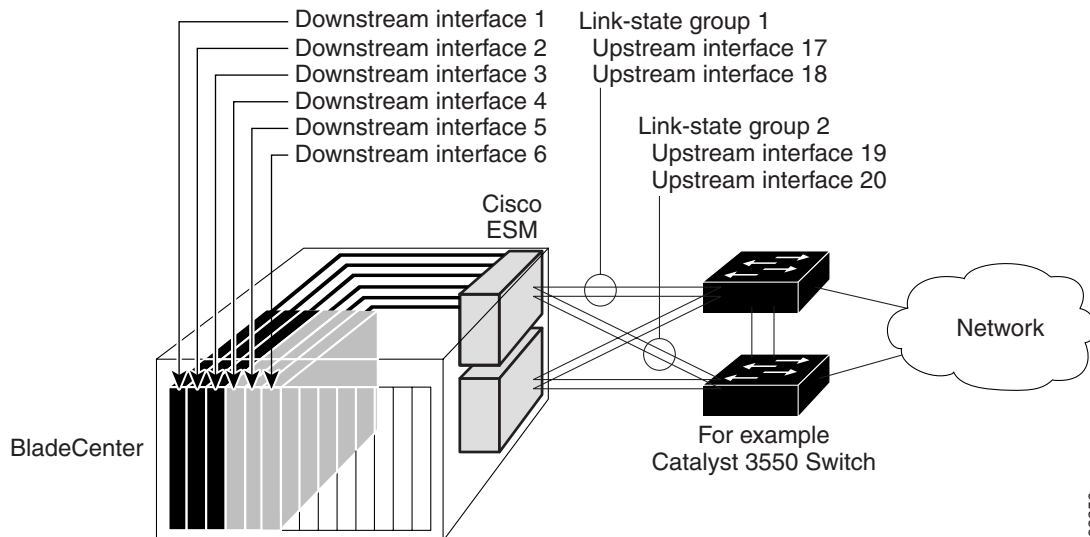 Downstream interface 1
Downstream interface 2
Downstream interface 3
Downstream interface 4
Downstream interface 5
Downstream interface 6
Link-state group 1
Upstream interface 17
Upstream interface 18
Link-state group 2
Upstream interface 19
Upstream interface 20
Cisco
ESM
Network
BladeCenter
For example
Catalyst 3550 Switch